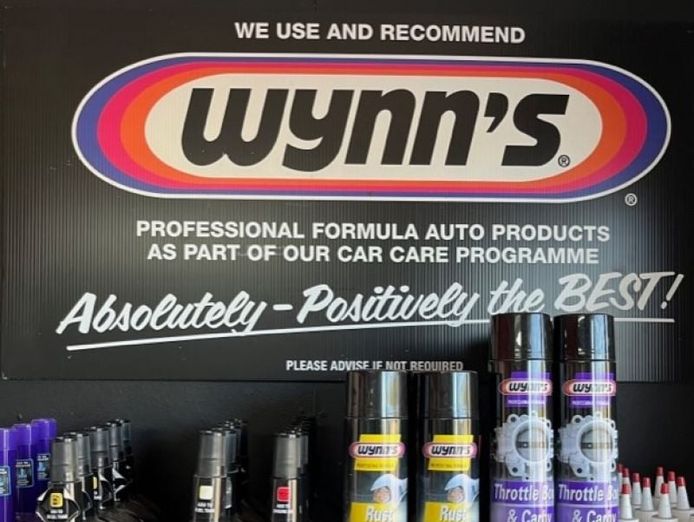 WE USE AND RECOMMEND
WYNN'S®
®
PROFESSIONAL FORMULA AUTO PRODUCTS
AS PART OF OUR CAR CARE PROGRAMME
Absolutely - Positively the BEST!
PLEASE ADVISE IF NOT REQUIRED
WYNN'S
WYNN'S
WYNN'S
WYNN'S
Rust
Rust
Throttle Bo
& Carb
Throttle Bo
& Carb